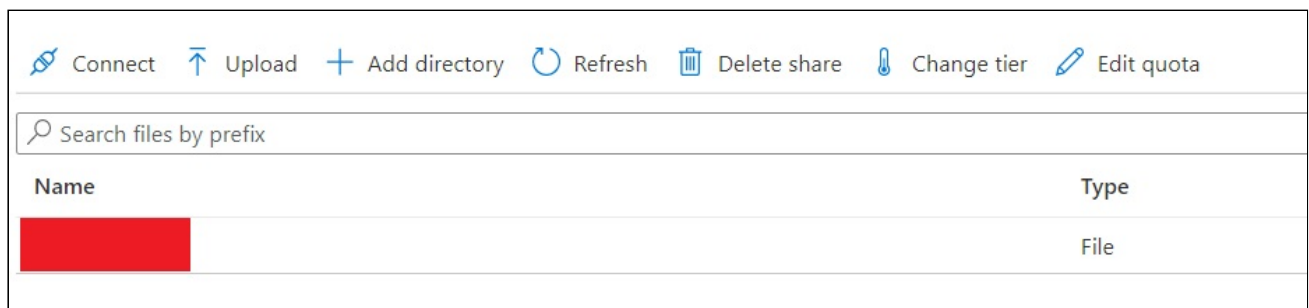 Connect Upload Add directory Refresh Delete share Change tier Edit quota
Search files by prefix
Name Type
File